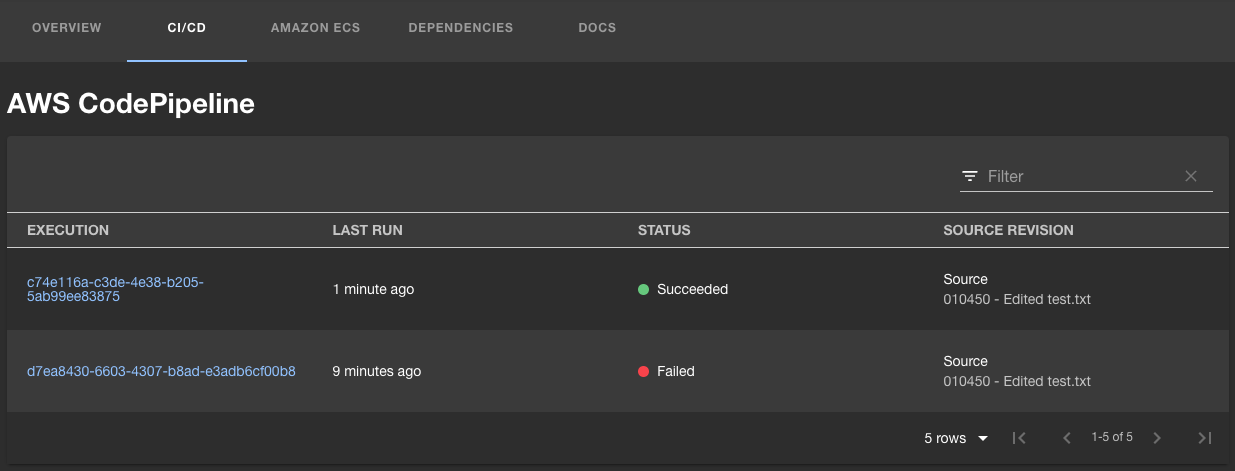 OVERVIEW CI/CD AMAZON ECS DEPENDENCIES DOCS
AWS CodePipeline
Filter
EXECUTION LAST RUN STATUS SOURCE REVISION
c74e116a-c3de-4e38-b205-
5ab99ee83875
1 minute ago
Succeeded
Source
010450 - Edited test.txt
d7ea8430-6603-4307-b8ad-e3adb6cf00b8
9 minutes ago
Failed
Source
010450 - Edited test.txt
5 rows 1-5 of 5